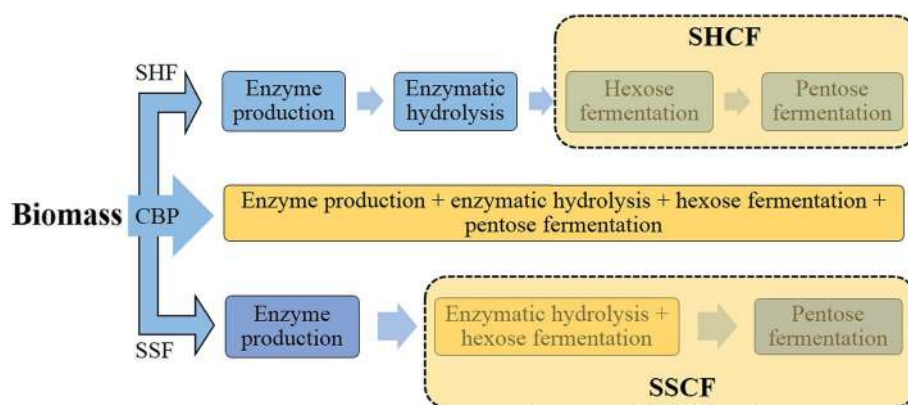 SHCF
SHF
Enzyme
production
Enzymatic
hydrolysis
Hexose
fermentation
Pentose
fermentation
Biomass
CBP
Enzyme production + enzymatic hydrolysis + hexose fermentation +
pentose fermentation
SSF
Enzyme
production
Enzymatic hydrolysis +
hexose fermentation
Pentose
fermentation
SSCF